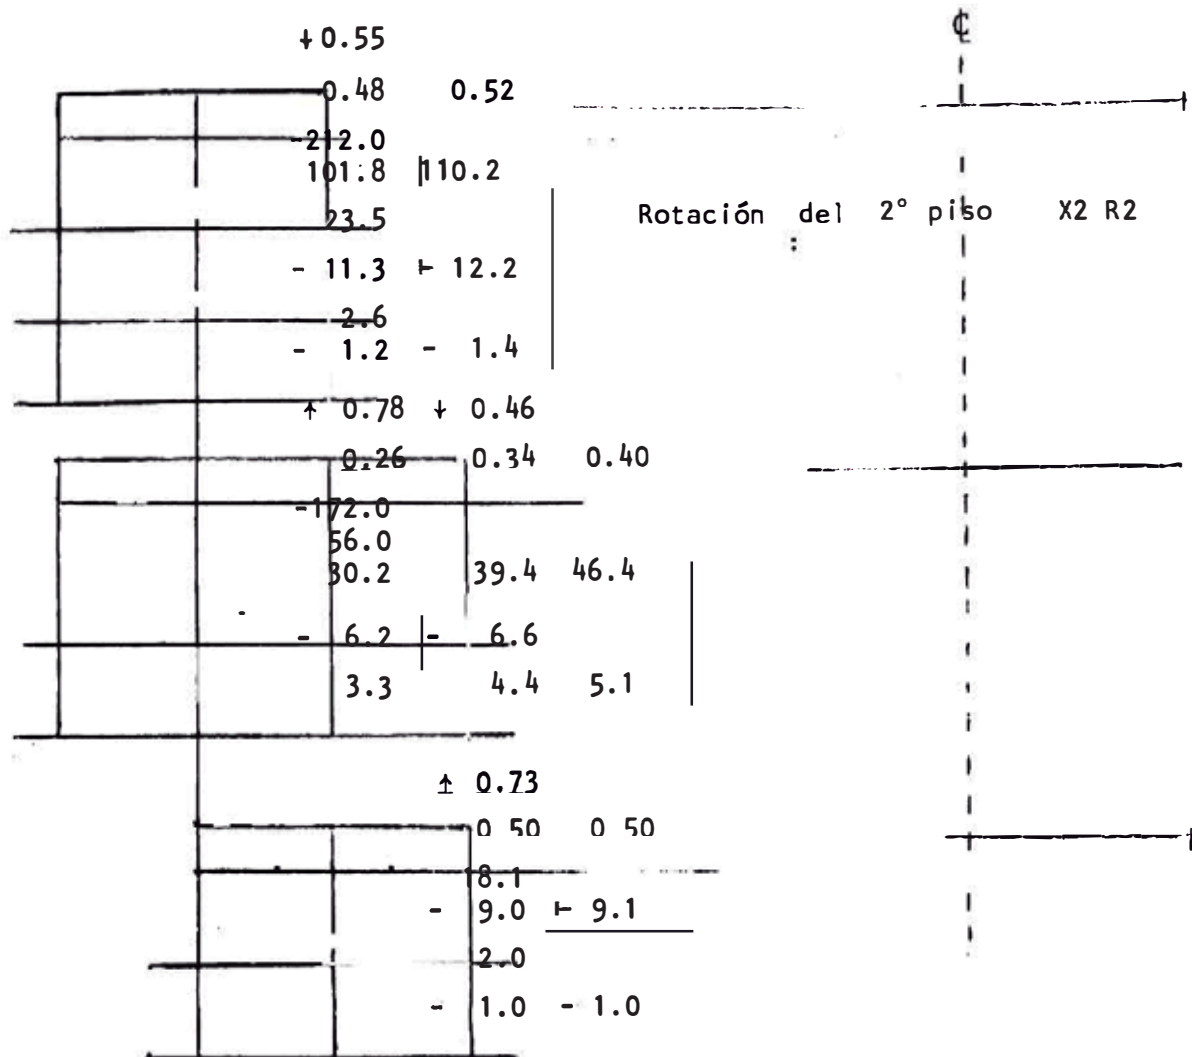 ↓ 0.55
℄
0.48 0.52
-212.0
101.8 110.2
Rotación del 2° piso X2 R2
:
23.5
- 11.3 - 12.2
2.6
- 1.2 - 1.4
↑ 0.78 ↓ 0.46
0.26 0.34 0.40
-172.0
56.0
30.2 39.4 46.4
- 6.2 - 6.6
3.3 4.4 5.1
↑ 0.73
0 50 0 50
18.1
- 9.0 - 9.1
2.0
- 1.0 - 1.0